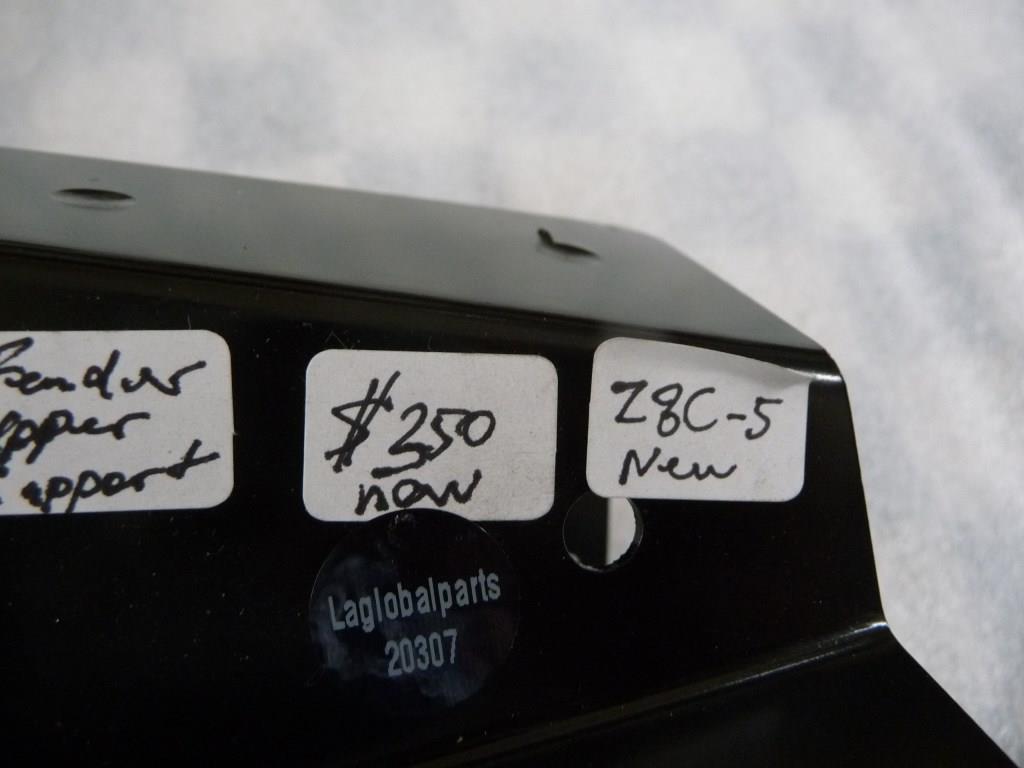 Fender
upper
support
$250
now
Z8C-5
New
Laglobalparts
20307